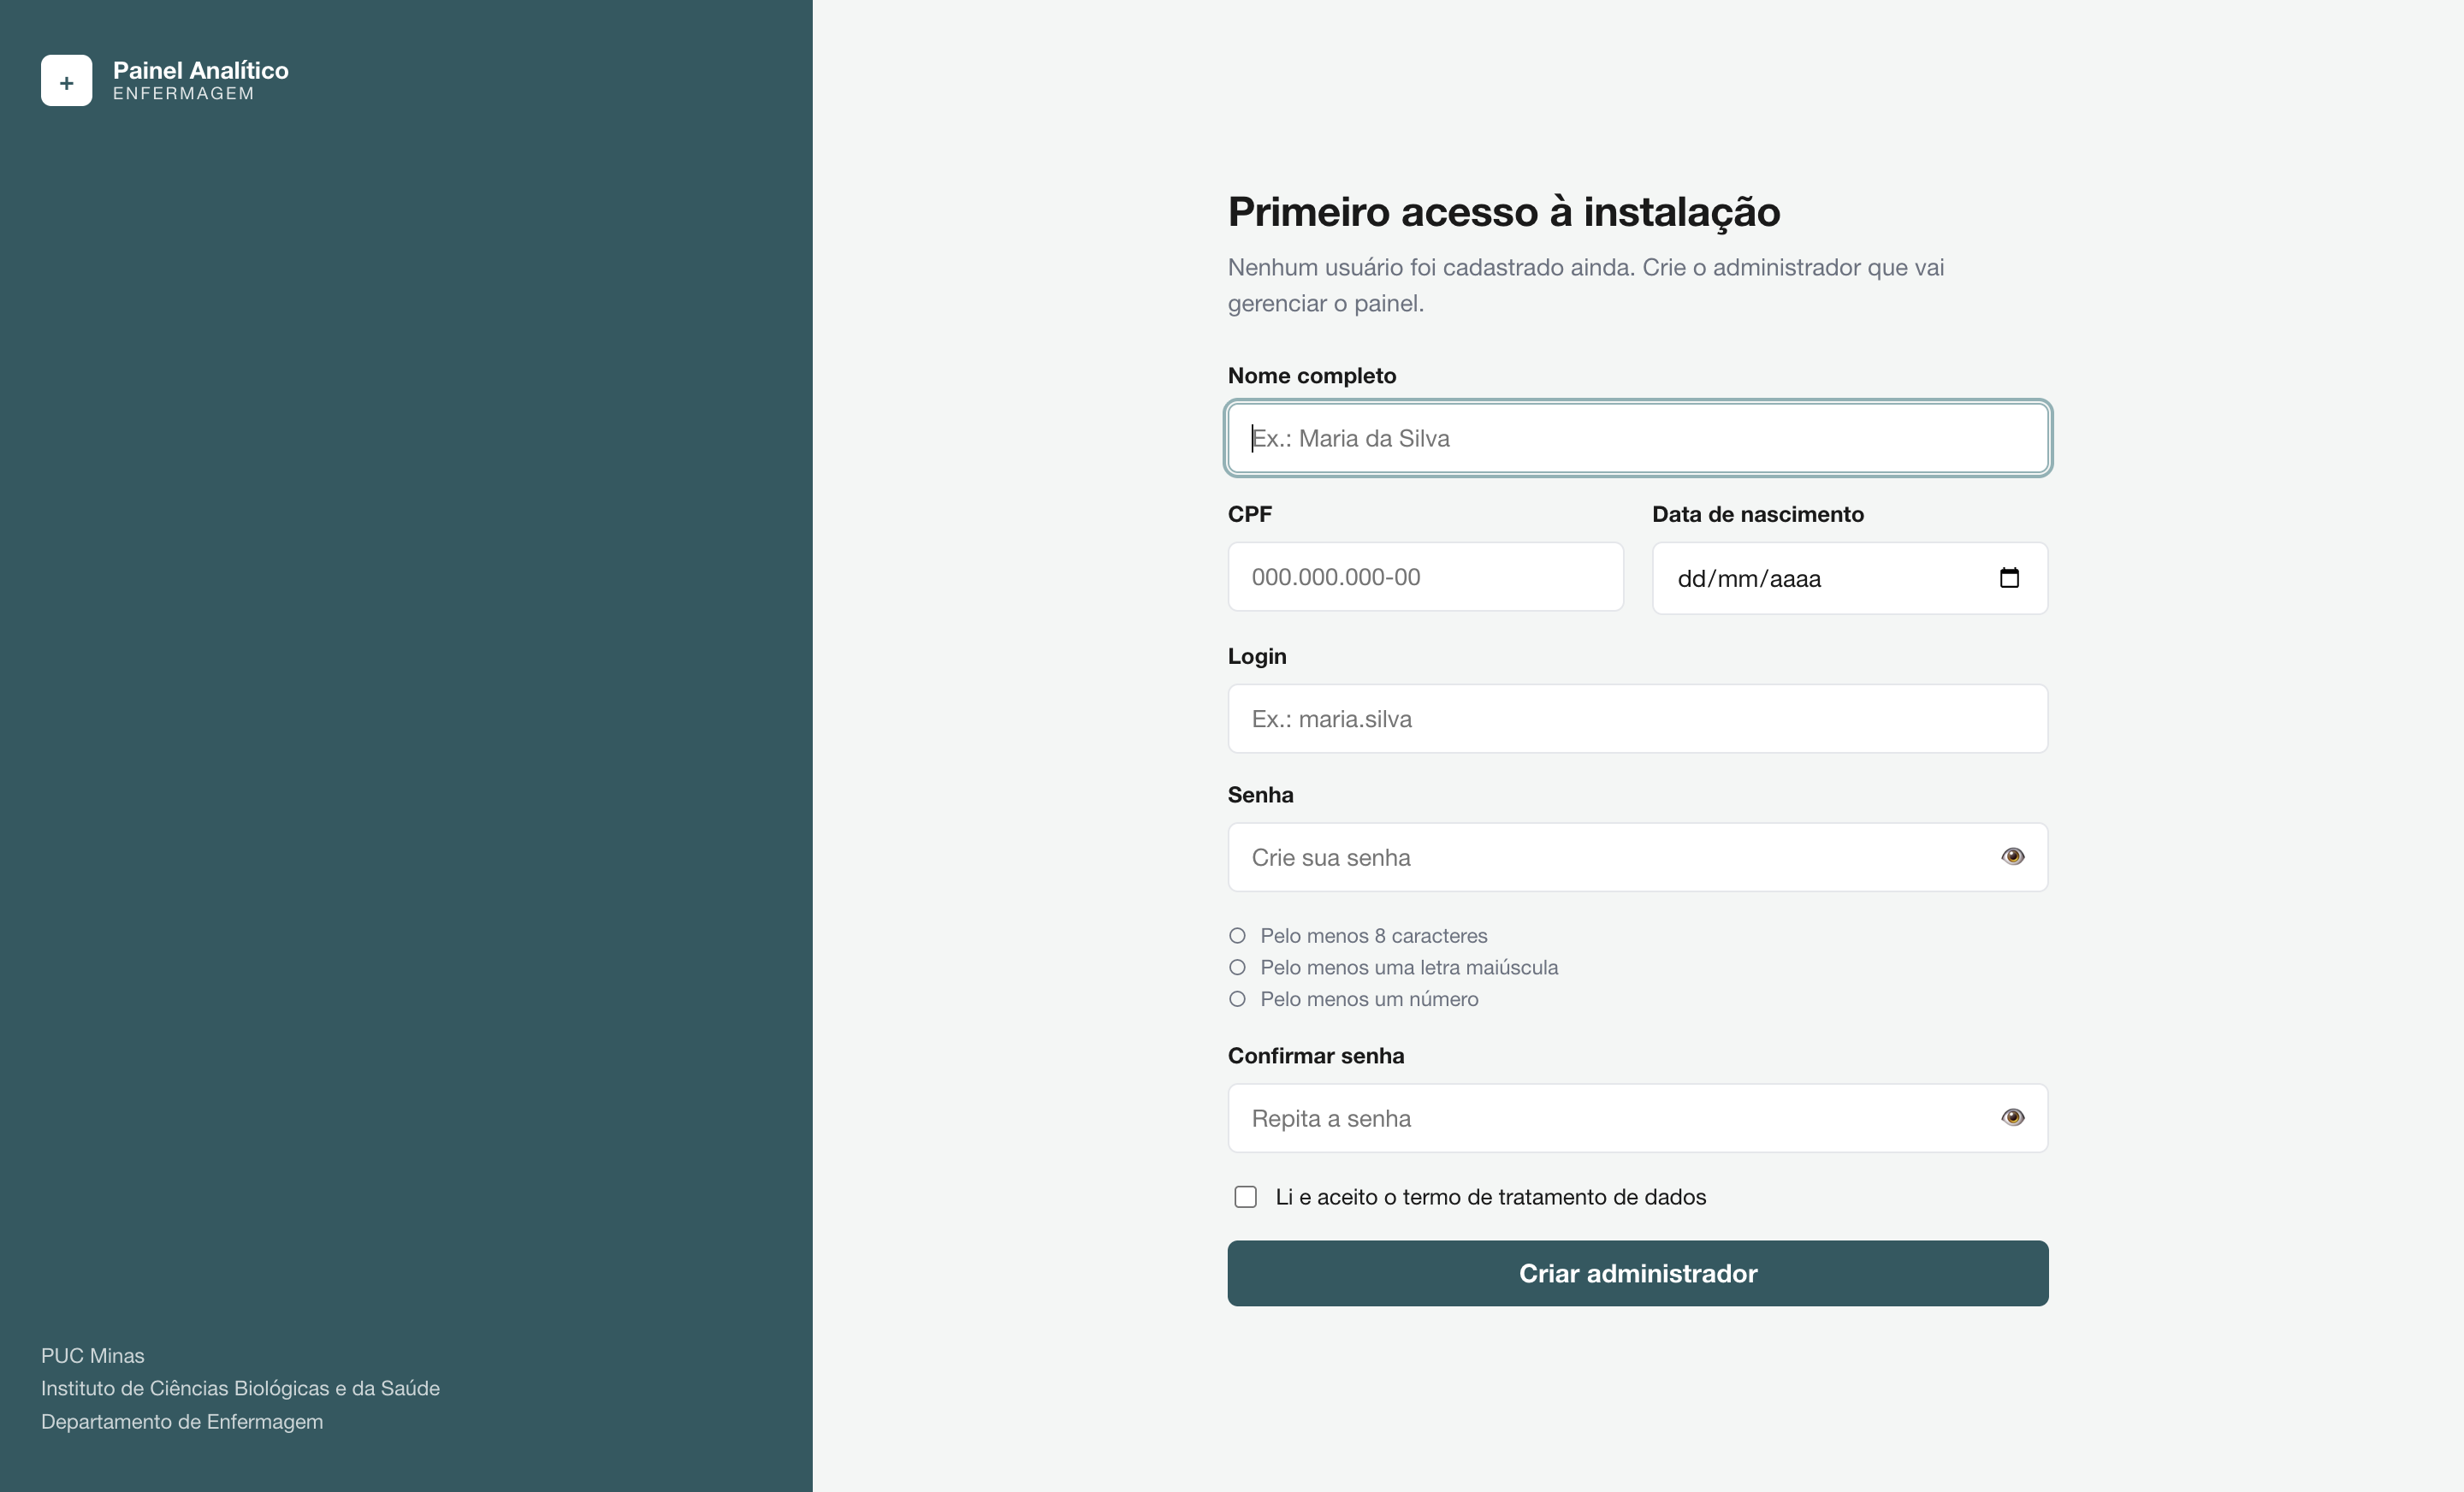 +
Painel Analítico
ENFERMAGEM
Primeiro acesso à instalação
Nenhum usuário foi cadastrado ainda. Crie o administrador que vai
gerenciar o painel.
Nome completo
Ex.: Maria da Silva
CPF
Data de nascimento
000.000.000-00
dd/mm/aaaa
Login
Ex.: maria.silva
Senha
Crie sua senha
Pelo menos 8 caracteres
Pelo menos uma letra maiúscula
Pelo menos um número
Confirmar senha
Repita a senha
Li e aceito o termo de tratamento de dados
Criar administrador
PUC Minas
Instituto de Ciências Biológicas e da Saúde
Departamento de Enfermagem